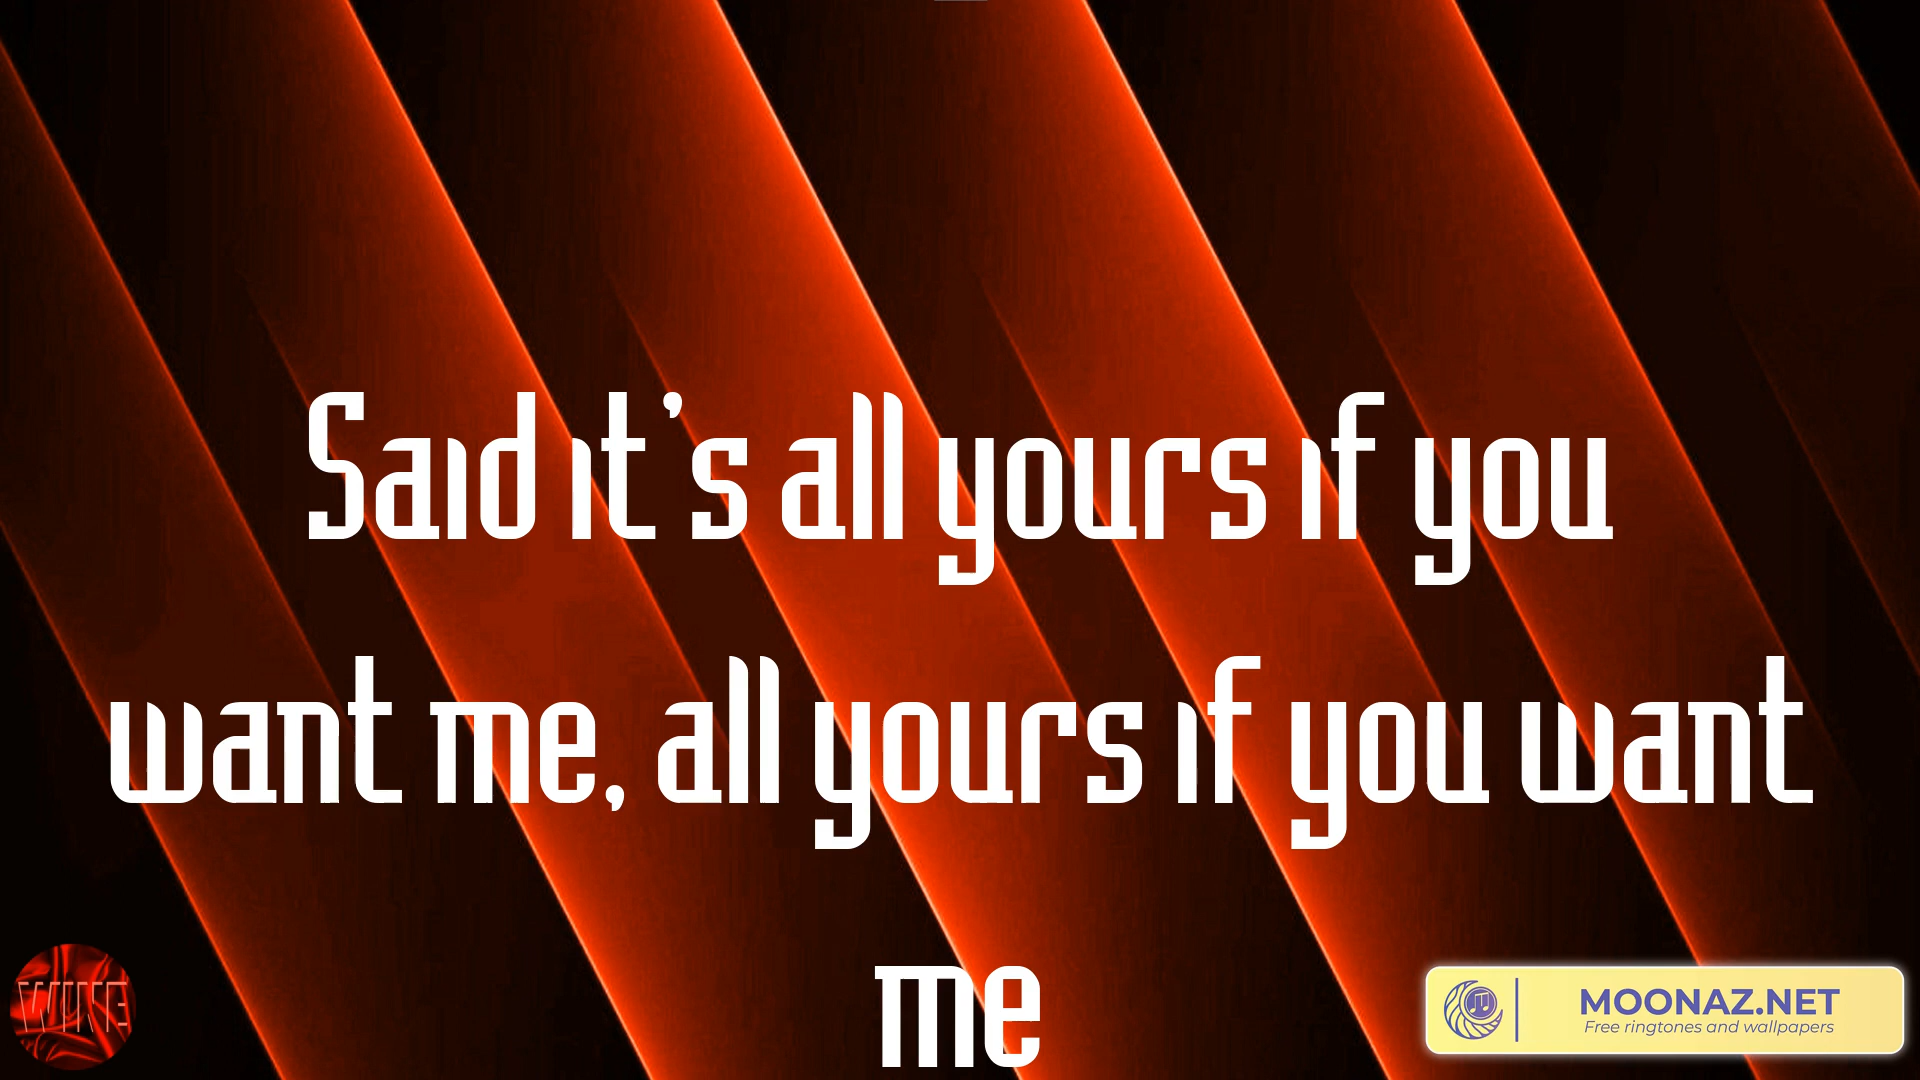 Said it's all yours if you
want me, all yours if you want
me
WINE
MOONAZ.NET
Free ringtones and wallpapers